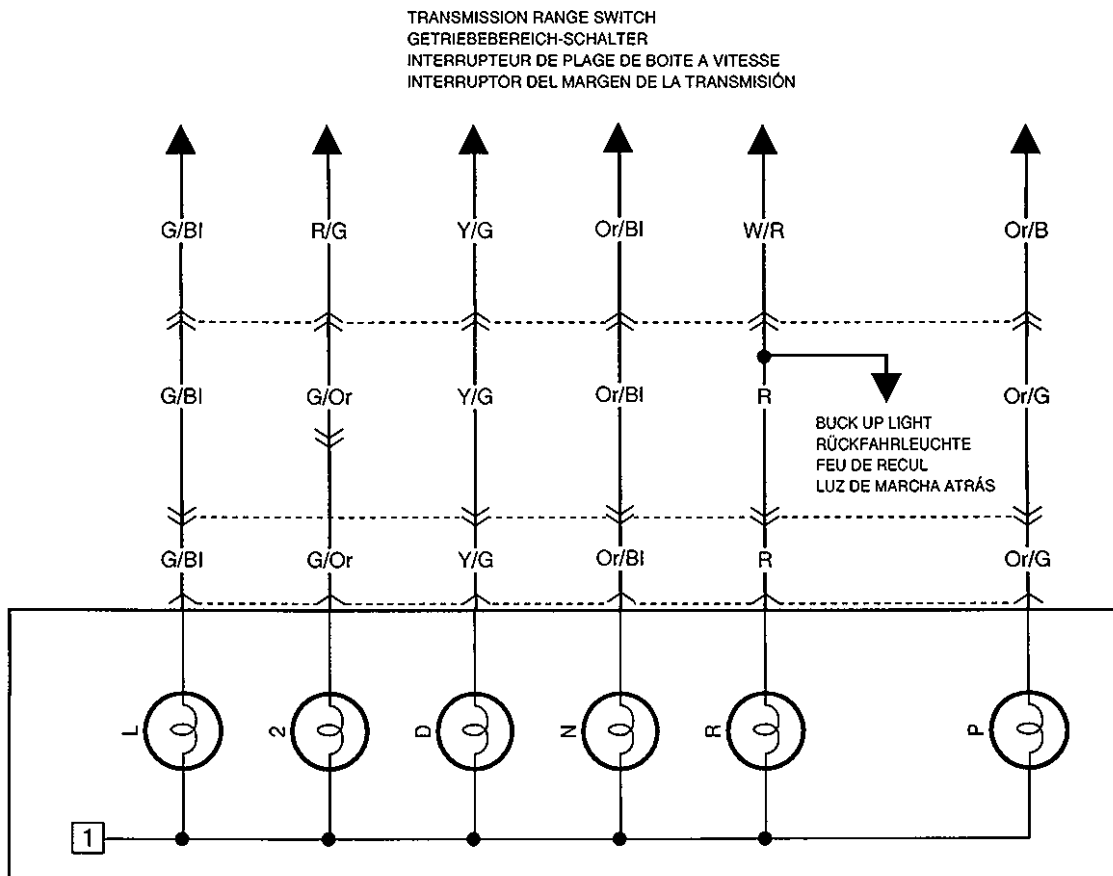 TRANSMISSION RANGE SWITCH
GETRIEBEBEREICH-SCHALTER
INTERRUPTEUR DE PLAGE DE BOITE A VITESSE
INTERRUPTOR DEL MARGEN DE LA TRANSMISIÓN
G/Bl R/G Y/G Or/Bl W/R Or/B
G/Bl G/Or Y/G Or/Bl R Or/G
BUCK UP LIGHT
RÜCKFAHRLEUCHTE
FEU DE RECUL
LUZ DE MARCHA ATRÁS
G/Bl G/Or Y/G Or/Bl R Or/G
L 2 D N R P
1